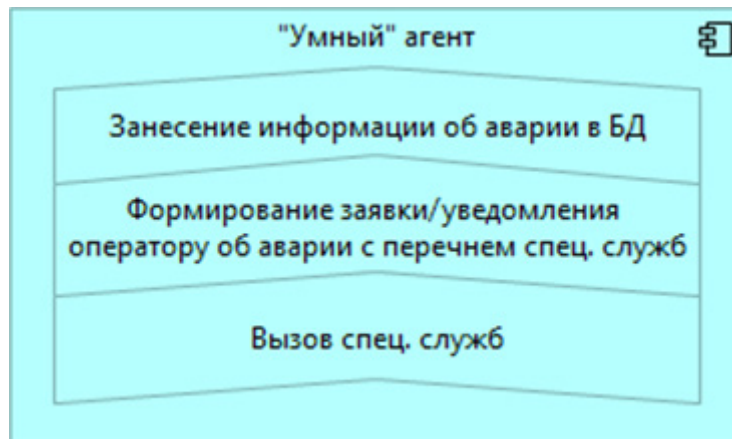 "Умный" агент
Занесение информации об аварии в БД
Формирование заявки/уведомления
оператору об аварии с перечнем спец. служб
Вызов спец. служб